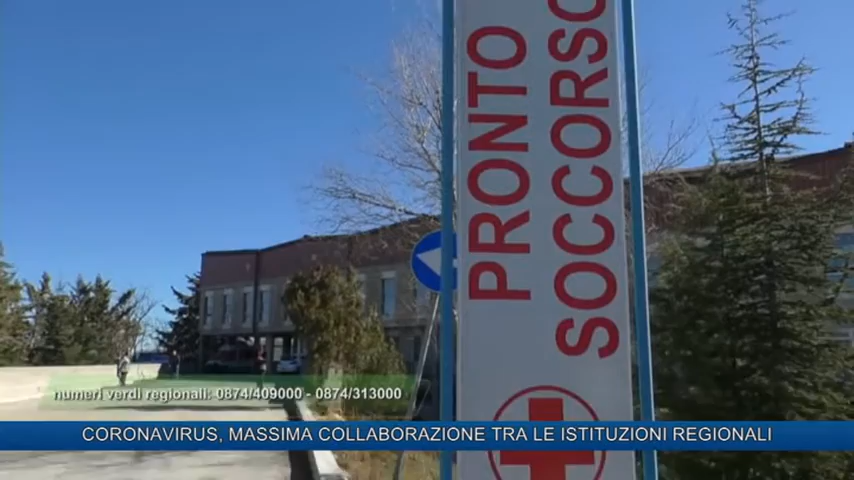 PRONTO
SOCCORSO
numeri verdi regionali: 0874/409000 - 0874/313000
CORONAVIRUS, MASSIMA COLLABORAZIONE TRA LE ISTITUZIONI REGIONALI